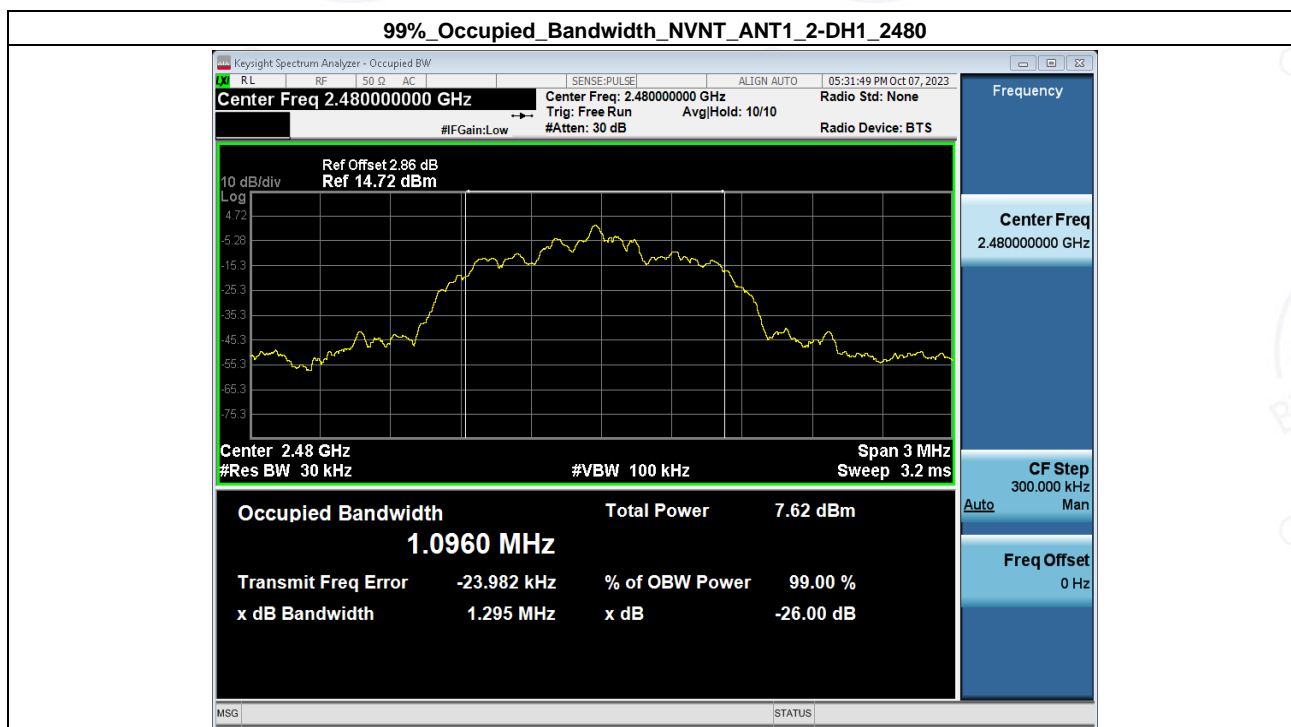 99%_Occupied_Bandwidth_NVNT_ANT1_2-DH1_2480
Keysight Spectrum Analyzer - Occupied BW
LXI RL RF 50 Ω AC SENSE:PULSE ALIGN AUTO 05:31:49 PM Oct 07, 2023
Center Freq 2.480000000 GHz
Center Freq: 2.480000000 GHz Radio Std: None
Trig: Free Run Avg|Hold: 10/10
#IFGain:Low #Atten: 30 dB Radio Device: BTS
Ref Offset 2.86 dB
10 dB/div Ref 14.72 dBm
Log
4.72
-5.28
-15.3
-25.3
-35.3
-45.3
-55.3
-65.3
-75.3
Center 2.48 GHz Span 3 MHz
#Res BW 30 kHz #VBW 100 kHz Sweep 3.2 ms
Occupied Bandwidth Total Power 7.62 dBm
1.0960 MHz
Transmit Freq Error -23.982 kHz % of OBW Power 99.00 %
x dB Bandwidth 1.295 MHz x dB -26.00 dB
MSG STATUS
Frequency
Center Freq
2.480000000 GHz
CF Step
300.000 kHz
Auto Man
Freq Offset
0 Hz